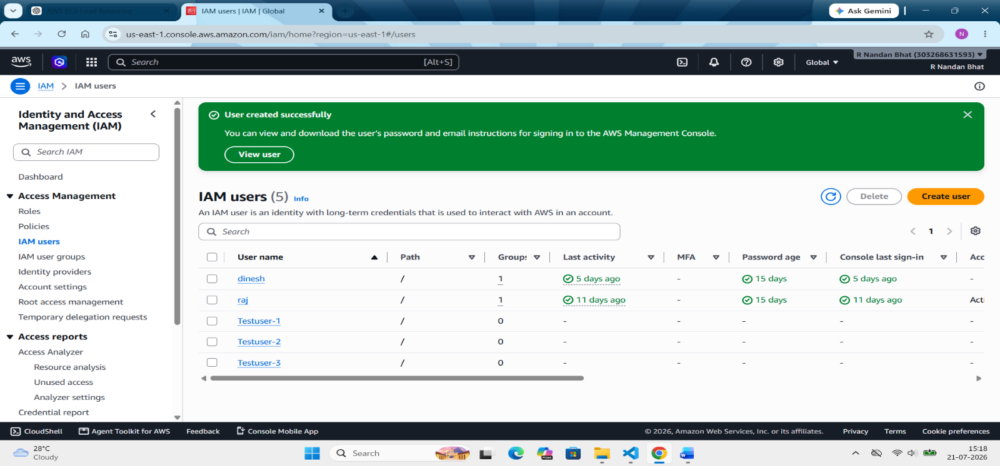 AWS EC2 Load Balancing
IAM users | IAM | Global
Ask Gemini
us-east-1.console.aws.amazon.com/iam/home?region=us-east-1#/users
N
aws
Search
[Alt+S]
Global
R Nandan Bhat (303268631593)
R Nandan Bhat
IAM
IAM users
Identity and Access
Management (IAM)
Search IAM
Dashboard
Access Management
Roles
Policies
IAM users
IAM user groups
Identity providers
Account settings
Root access management
Temporary delegation requests
Access reports
Access Analyzer
Resource analysis
Unused access
Analyzer settings
Credential report
User created successfully
You can view and download the user's password and email instructions for signing in to the AWS Management Console.
View user
IAM users (5) Info
Delete
Create user
An IAM user is an identity with long-term credentials that is used to interact with AWS in an account.
Search
1
User name Path Groups Last activity MFA Password age Console last sign-in Acc
dinesh / 1 5 days ago - 15 days 5 days ago -
raj / 1 11 days ago - 15 days 11 days ago Acti
Testuser-1 / 0 - - - - -
Testuser-2 / 0 - - - - -
Testuser-3 / 0 - - - - -
CloudShell Agent Toolkit for AWS Feedback Console Mobile App
© 2026, Amazon Web Services, Inc. or its affiliates. Privacy Terms Cookie preferences
28°C
Cloudy
Search
15:18
21-07-2026